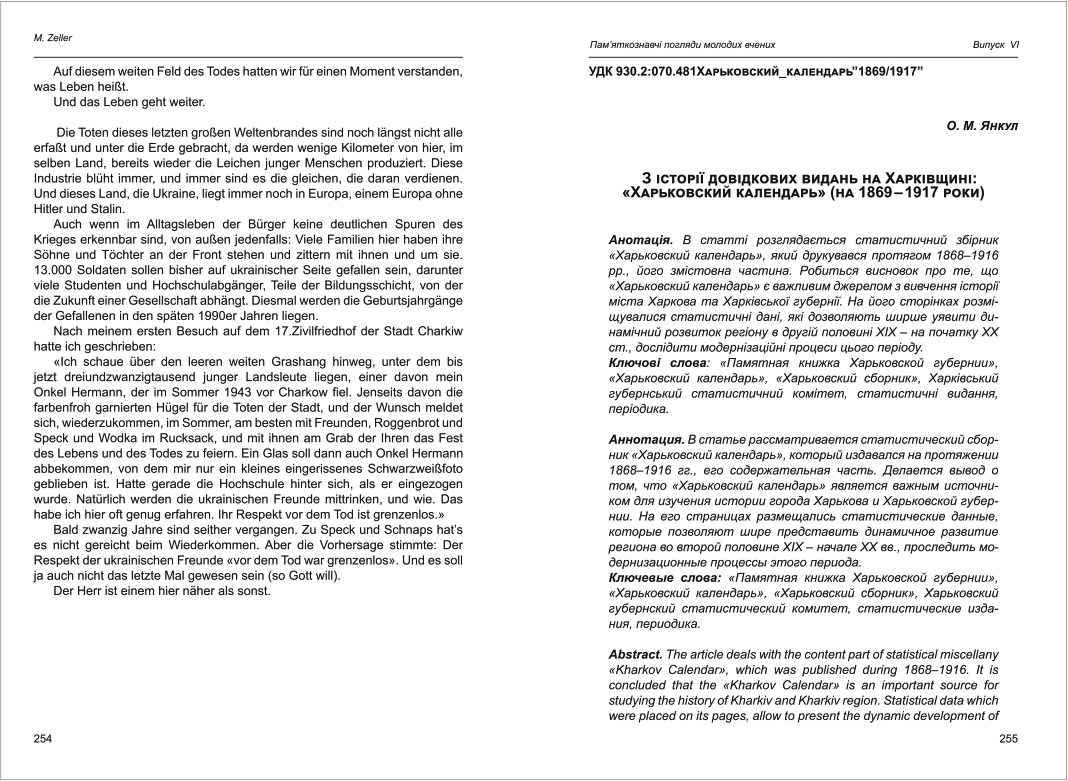 M. Zeller
Auf diesem weiten Feld des Todes hatten wir für einen Moment verstanden,
was Leben heißt.
Und das Leben geht weiter.
Die Toten dieses letzten großen Weltenbrandes sind noch längst nicht alle
erfaßt und unter die Erde gebracht, da werden wenige Kilometer von hier, im
selben Land, bereits wieder die Leichen junger Menschen produziert. Diese
Industrie blüht immer, und immer sind es die gleichen, die daran verdienen.
Und dieses Land, die Ukraine, liegt immer noch in Europa, einem Europa ohne
Hitler und Stalin.
Auch wenn im Alltagsleben der Bürger keine deutlichen Spuren des
Krieges erkennbar sind, von außen jedenfalls: Viele Familien hier haben ihre
Söhne und Töchter an der Front stehen und zittern mit ihnen und um sie.
13.000 Soldaten sollen bisher auf ukrainischer Seite gefallen sein, darunter
viele Studenten und Hochschulabgänger, Teile der Bildungsschicht, von der
die Zukunft einer Gesellschaft abhängt. Diesmal werden die Geburtsjahrgänge
der Gefallenen in den späten 1990er Jahren liegen.
Nach meinem ersten Besuch auf dem 17.Zivilfriedhof der Stadt Charkiw
hatte ich geschrieben:
«Ich schaue über den leeren weiten Grashang hinweg, unter dem bis
jetzt dreiundzwanzigtausend junger Landsleute liegen, einer davon mein
Onkel Hermann, der im Sommer 1943 vor Charkow fiel. Jenseits davon die
farbenfroh garnierten Hügel für die Toten der Stadt, und der Wunsch meldet
sich, wiederzukommen, im Sommer, am besten mit Freunden, Roggenbrot und
Speck und Wodka im Rucksack, und mit ihnen am Grab der Ihren das Fest
des Lebens und des Todes zu feiern. Ein Glas soll dann auch Onkel Hermann
abbekommen, von dem mir nur ein kleines eingerissenes Schwarzweißfoto
geblieben ist. Hatte gerade die Hochschule hinter sich, als er eingezogen
wurde. Natürlich werden die ukrainischen Freunde mittrinken, und wie. Das
habe ich hier oft genug erfahren. Ihr Respekt vor dem Tod ist grenzenlos.»
Bald zwanzig Jahre sind seither vergangen. Zu Speck und Schnaps hat's
es nicht gereicht beim Wiederkommen. Aber die Vorhersage stimmte: Der
Respekt der ukrainischen Freunde «vor dem Tod war grenzenlos». Und es soll
ja auch nicht das letzte Mal gewesen sein (so Gott will).
Der Herr ist einem hier näher als sonst.
254
Пам'яткознавчі погляди молодих вчених Випуск VI
УДК 930.2:070.481Харьковский_календарь"1869/1917"
О. М. Янкул
З історії довідкових видань на Харківщині:
«Харьковский календарь» (на 1869–1917 роки)
Анотація. В статті розглядається статистичний збірник
«Харьковский календарь», який друкувався протягом 1868–1916
рр., його змістовна частина. Робиться висновок про те, що
«Харьковский календарь» є важливим джерелом з вивчення історії
міста Харкова та Харківської губернії. На його сторінках розмі-
щувалися статистичні дані, які дозволяють ширше уявити ди-
намічний розвиток регіону в другій половині XIX – на початку XX
ст., дослідити модернізаційні процеси цього періоду.
Ключові слова: «Памятная книжка Харьковской губернии»,
«Харьковский календарь», «Харьковский сборник», Харківський
губернський статистичний комітет, статистичні видання,
періодика.
Аннотация. В статье рассматривается статистический сбор-
ник «Харьковский календарь», который издавался на протяжении
1868–1916 гг., его содержательная часть. Делается вывод о
том, что «Харьковский календарь» является важным источни-
ком для изучения истории города Харькова и Харьковской губер-
нии. На его страницах размещались статистические данные,
которые позволяют шире представить динамичное развитие
региона во второй половине XIX – начале XX вв., проследить мо-
дернизационные процессы этого периода.
Ключевые слова: «Памятная книжка Харьковской губернии»,
«Харьковский календарь», «Харьковский сборник», Харьковский
губернский статистический комитет, статистические изда-
ния, периодика.
Abstract. The article deals with the content part of statistical miscellany
«Kharkov Calendar», which was published during 1868–1916. It is
concluded that the «Kharkov Calendar» is an important source for
studying the history of Kharkiv and Kharkiv region. Statistical data which
were placed on its pages, allow to present the dynamic development of
255